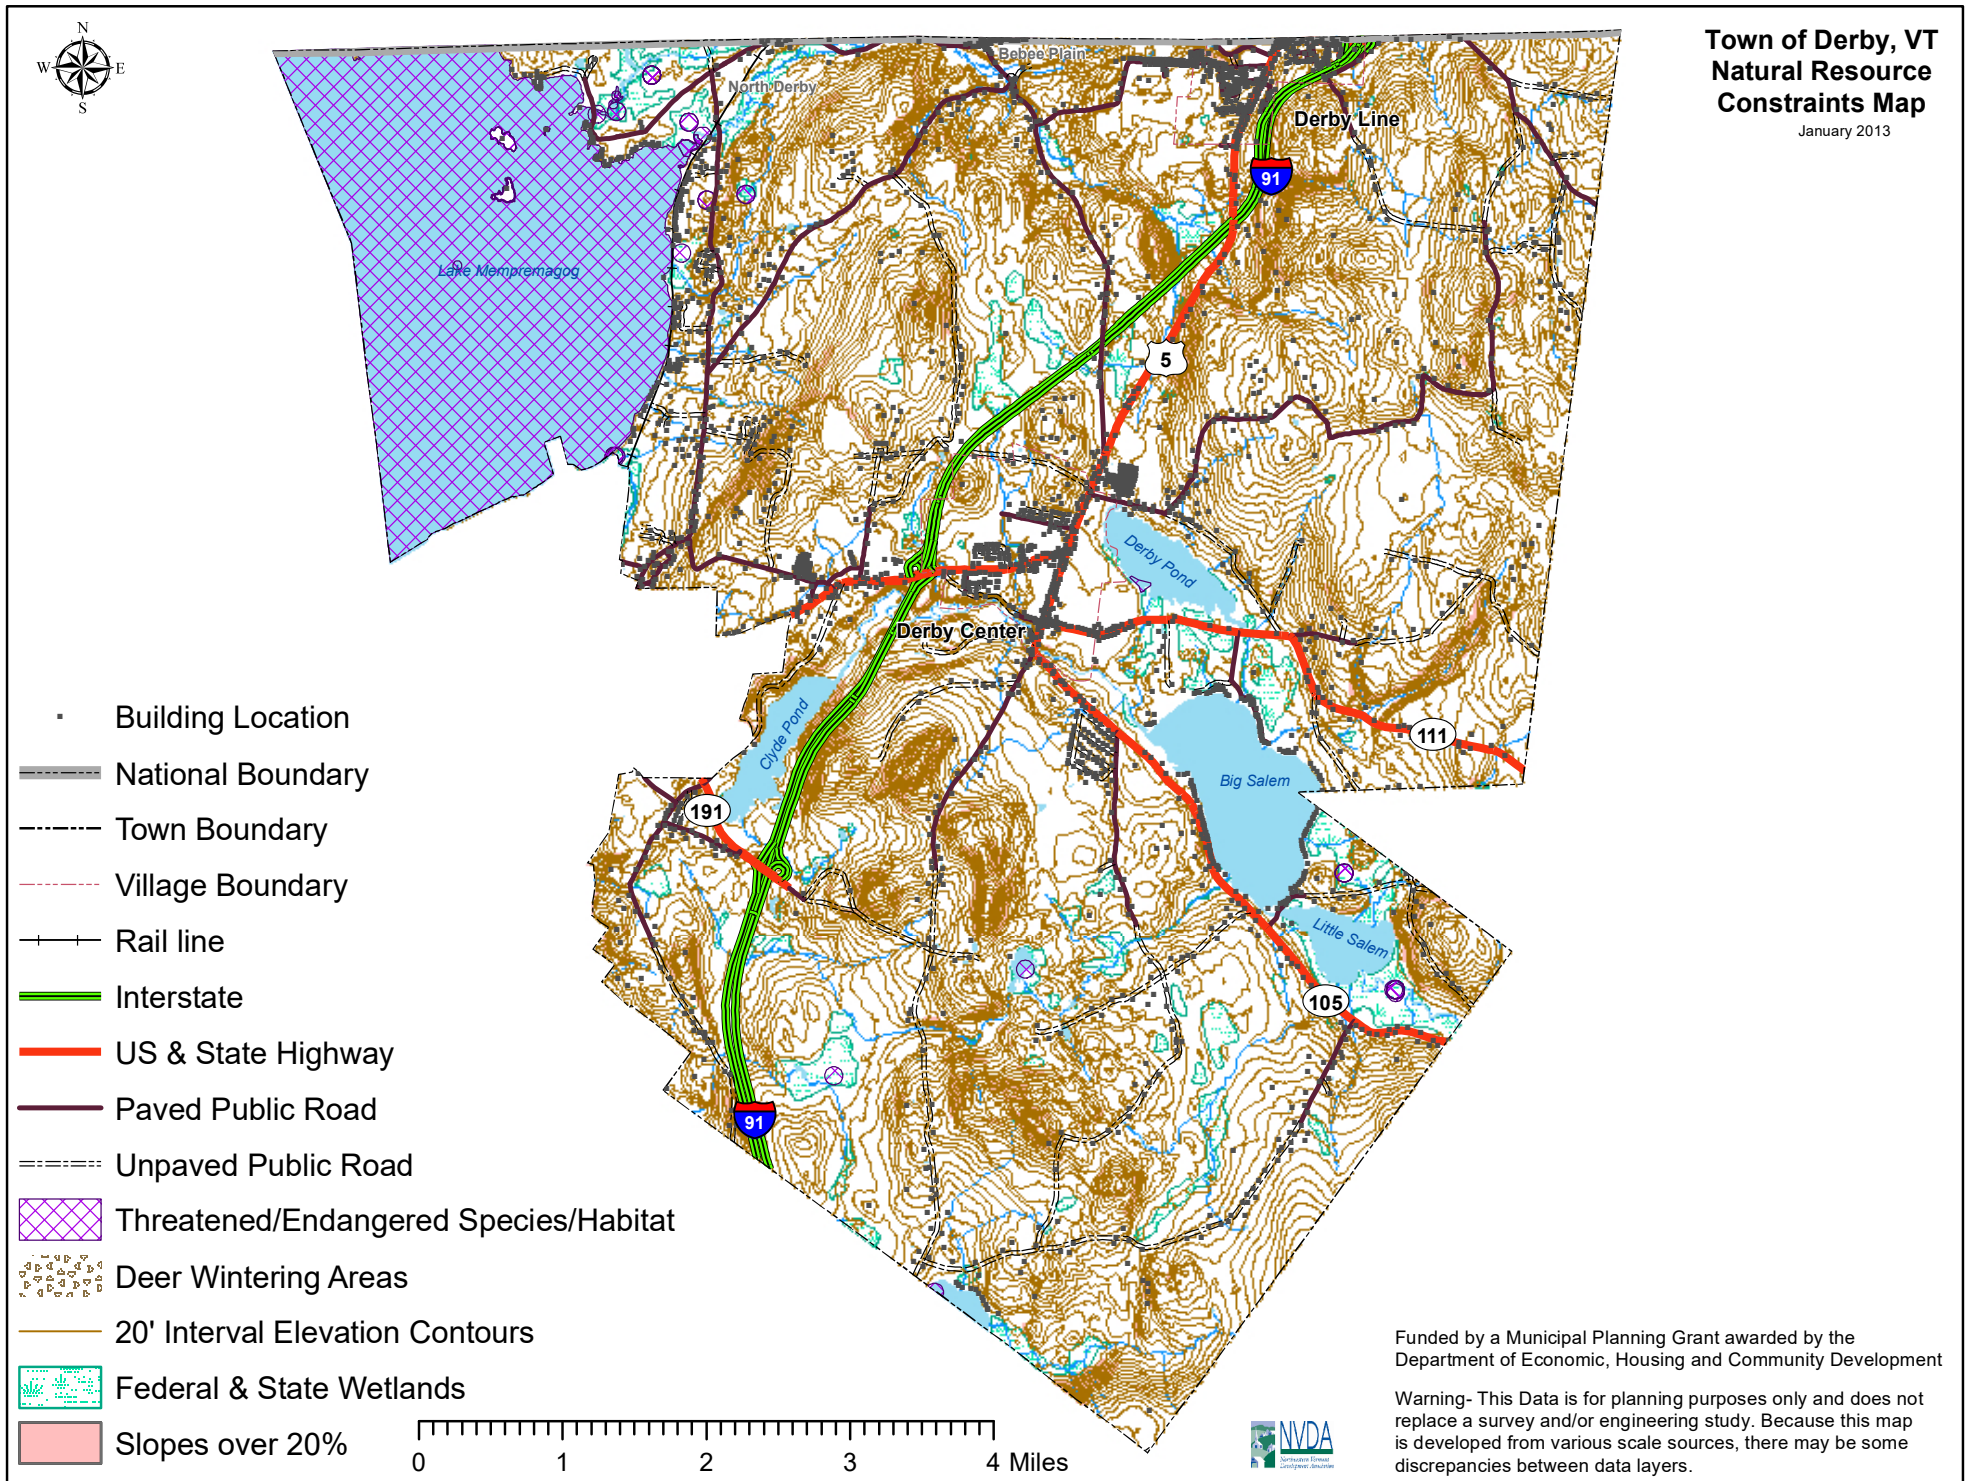 N
W E
S
Town of Derby, VT
Natural Resource
Constraints Map
January 2013
Bebee Plain
North Derby
Derby Line
91
Lake Mempremagog
5
Derby Pond
Derby Center
Clyde Pond
111
Big Salem
191
Little Salem
105
91
Building Location
National Boundary
Town Boundary
Village Boundary
Rail line
Interstate
US & State Highway
Paved Public Road
Unpaved Public Road
Threatened/Endangered Species/Habitat
Deer Wintering Areas
20' Interval Elevation Contours
Federal & State Wetlands
Slopes over 20%
0 1 2 3 4 Miles
NVDA
Northeastern Vermont
Development Association
Funded by a Municipal Planning Grant awarded by the
Department of Economic, Housing and Community Development
Warning- This Data is for planning purposes only and does not
replace a survey and/or engineering study. Because this map
is developed from various scale sources, there may be some
discrepancies between data layers.